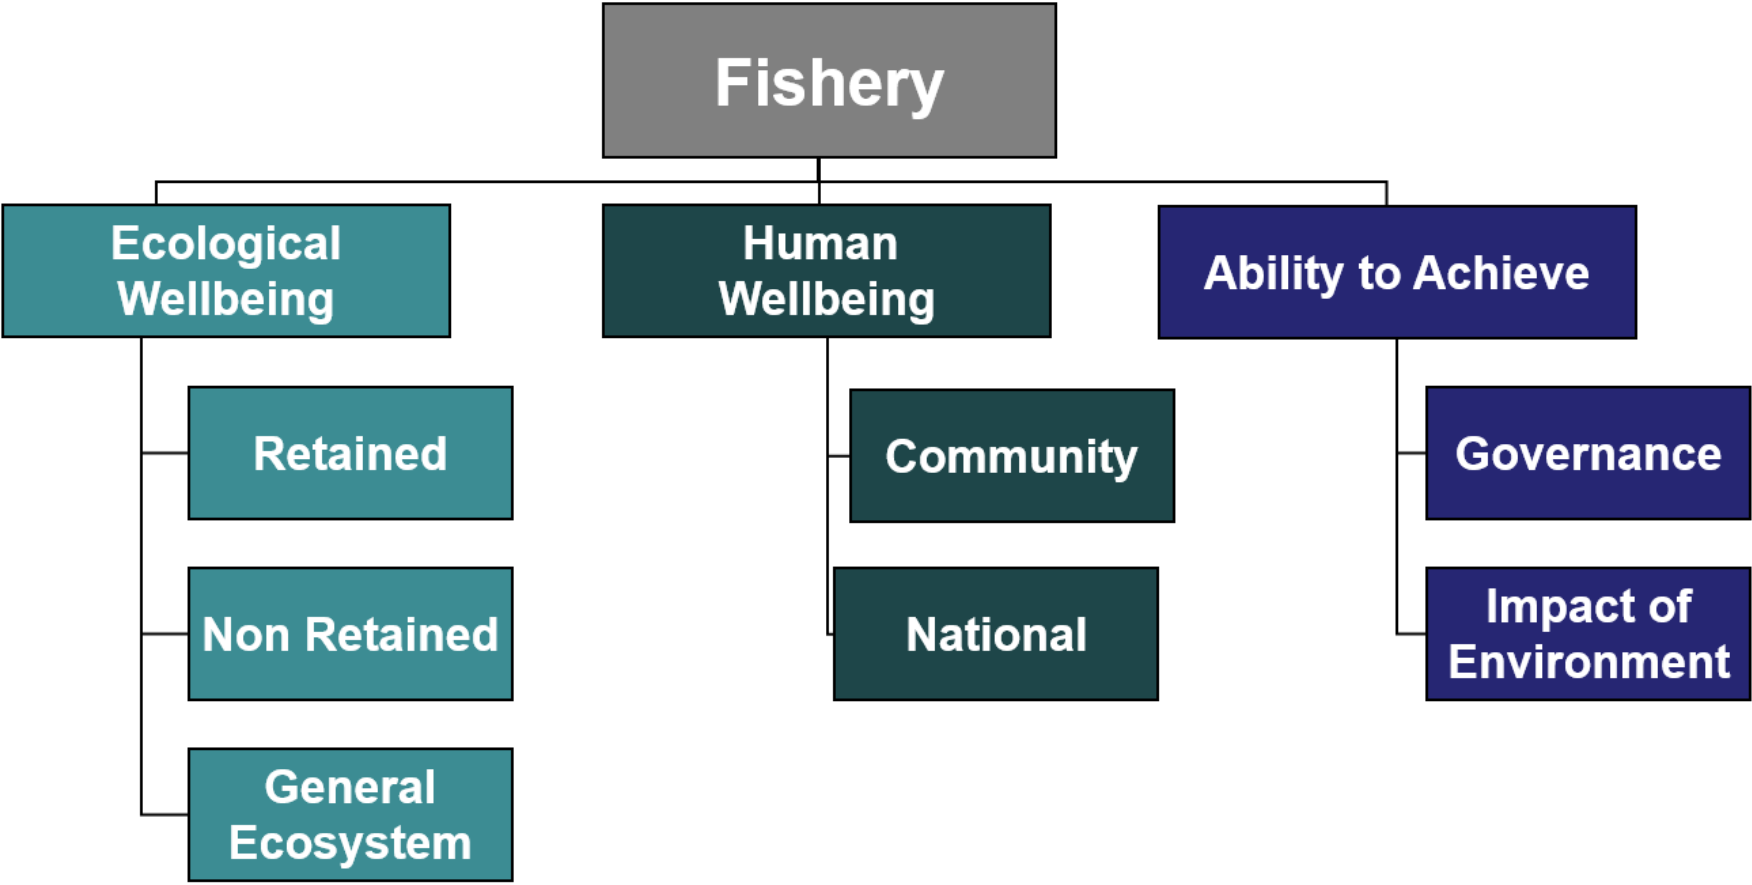 Fishery
Ecological
Wellbeing
Human
Wellbeing
Ability to Achieve
Retained
Non Retained
General
Ecosystem
Community
National
Governance
Impact of
Environment